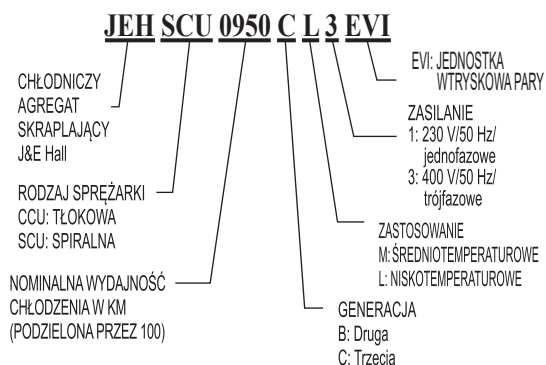 JEH SCU 0950 C L 3 EVI
EVI: JEDNOSTKA
WTRYSKOWA PARY
CHŁODNICZY
AGREGAT
SKRAPLAJĄCY
J&E Hall
ZASILANIE
1: 230 V/50 Hz/
jednofazowe
3: 400 V/50 Hz/
trójfazowe
RODZAJ SPRĘŻARKI
CCU: TŁOKOWA
SCU: SPIRALNA
ZASTOSOWANIE
M: ŚREDNIOTEMPERATUROWE
L: NISKOTEMPERATUROWE
NOMINALNA WYDAJNOŚĆ
CHŁODZENIA W KM
(PODZIELONA PRZEZ 100)
GENERACJA
B: Druga
C: Trzecia